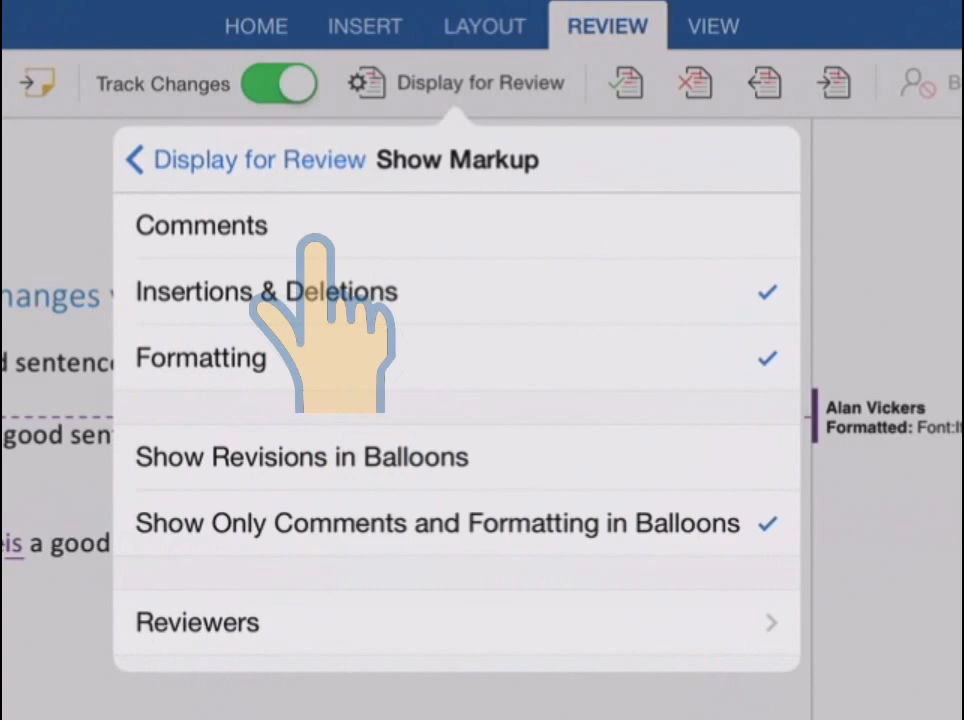 HOME INSERT LAYOUT REVIEW VIEW
Track Changes Display for Review B
Display for Review Show Markup
Comments
Insertions & Deletions
Formatting
Show Revisions in Balloons
Show Only Comments and Formatting in Balloons
Reviewers
hanges
d sentenc
good sen
is a good
Alan Vickers
Formatted: Font:It